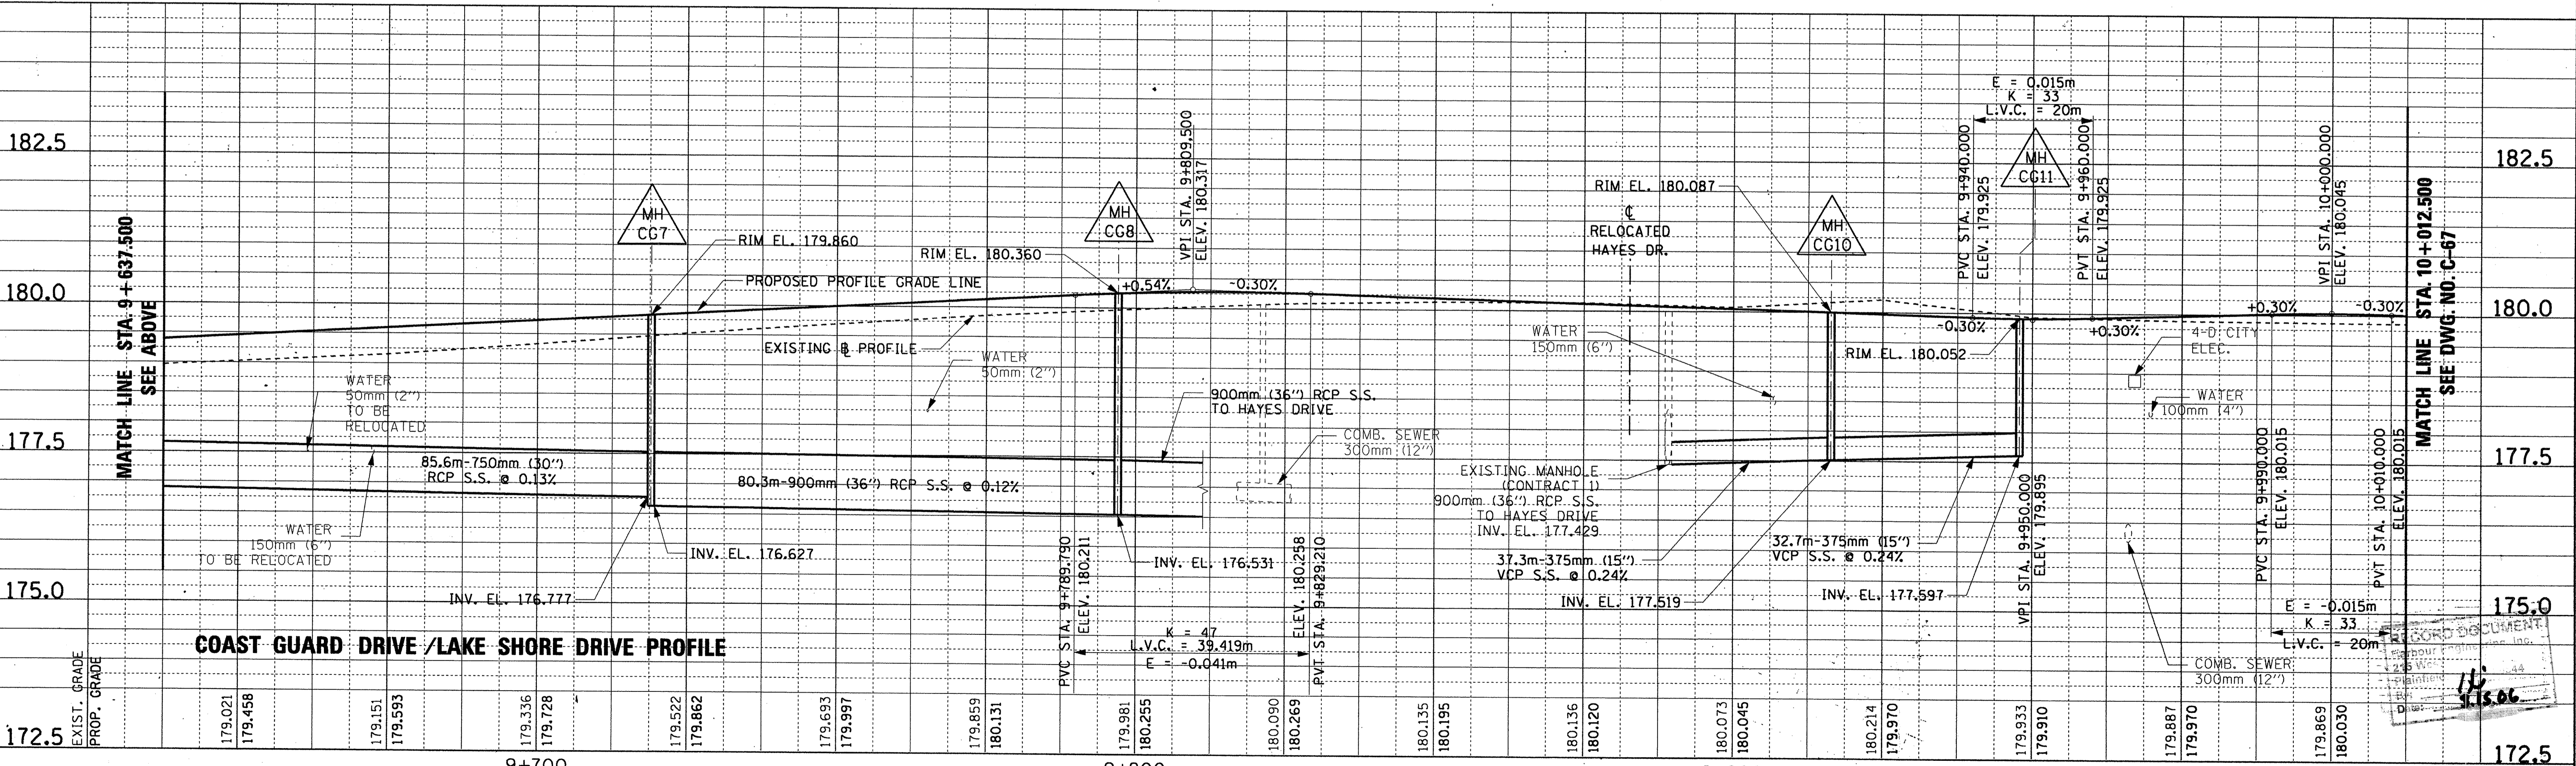 182.5
180.0
177.5
175.0
172.5
MATCH LINE STA. 9+637.500
SEE ABOVE
WATER
50mm (2")
TO BE
RELOCATED
85.6m-750mm (30")
RCP S.S. @ 0.13%
WATER
150mm (6")
TO BE RELOCATED
INV. EL. 176.777
MH
CG7
RIM EL. 179.860
PROPOSED PROFILE GRADE LINE
EXISTING ℄ PROFILE
WATER
50mm (2")
80.3m-900mm (36") RCP S.S. @ 0.12%
INV. EL. 176.627
MH
CG8
RIM EL. 180.360
+0.54%
-0.30%
VPI STA. 9+809.500
ELEV. 180.317
900mm (36") RCP S.S.
TO HAYES DRIVE
COMB. SEWER
300mm (12")
INV. EL. 176.531
PVC STA. 9+789.790
ELEV. 180.211
K = 47
L.V.C. = 39.419m
E = -0.041m
ELEV. 180.258
PVT STA. 9+829.210
RIM EL. 180.087
℄
RELOCATED
HAYES DR.
WATER
150mm (6")
EXISTING MANHOLE
(CONTRACT 1)
900mm (36") RCP S.S.
TO HAYES DRIVE
INV. EL. 177.429
37.3m-375mm (15")
VCP S.S. @ 0.24%
INV. EL. 177.519
MH
CG10
RIM EL. 180.052
32.7m-375mm (15")
VCP S.S. @ 0.24%
INV. EL. 177.597
E = 0.015m
K = 33
L.V.C. = 20m
PVC STA. 9+940.000
ELEV. 179.925
MH
CG11
PVT STA. 9+960.000
ELEV. 179.925
-0.30%
+0.30%
VPI STA. 9+950.000
ELEV. 179.895
4-D CITY
ELEC.
WATER
100mm (4")
COMB. SEWER
300mm (12")
VPI STA. 10+000.000
ELEV. 180.045
+0.30%
-0.30%
PVC STA. 9+990.000
ELEV. 180.015
PVT STA. 10+010.000
ELEV. 180.015
E = -0.015m
K = 33
L.V.C. = 20m
MATCH LINE STA. 10+012.500
SEE DWG. NO. C-67
182.5
180.0
177.5
175.0
172.5
COAST GUARD DRIVE /LAKE SHORE DRIVE PROFILE
EXIST. GRADE
PROP. GRADE
179.021
179.458
179.151
179.593
179.336
179.728
179.522
179.862
179.693
179.997
179.859
180.131
179.981
180.255
180.090
180.269
180.135
180.195
180.136
180.120
180.073
180.045
180.214
179.970
179.933
179.910
179.887
179.970
179.869
180.030
9+700
9+800
RECORD DOCUMENT
Plainfield
Date: